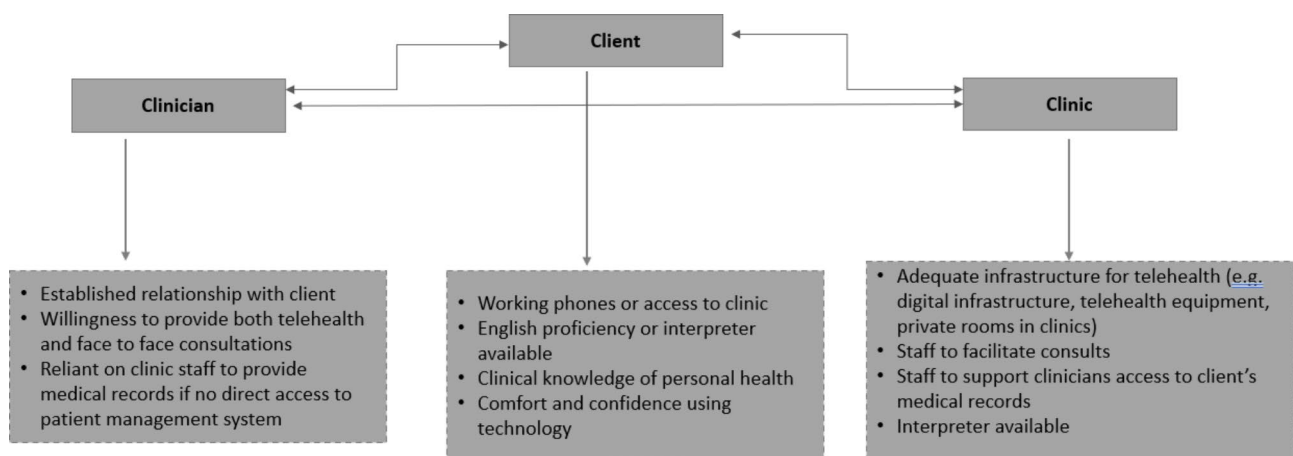 Client
Clinician
Clinic
• Established relationship with client
• Willingness to provide both telehealth
and face to face consultations
• Reliant on clinic staff to provide
medical records if no direct access to
patient management system
• Working phones or access to clinic
• English proficiency or interpreter
available
• Clinical knowledge of personal health
• Comfort and confidence using
technology
• Adequate infrastructure for telehealth (e.g.
digital infrastructure, telehealth equipment,
private rooms in clinics)
• Staff to facilitate consults
• Staff to support clinicians access to client’s
medical records
• Interpreter available